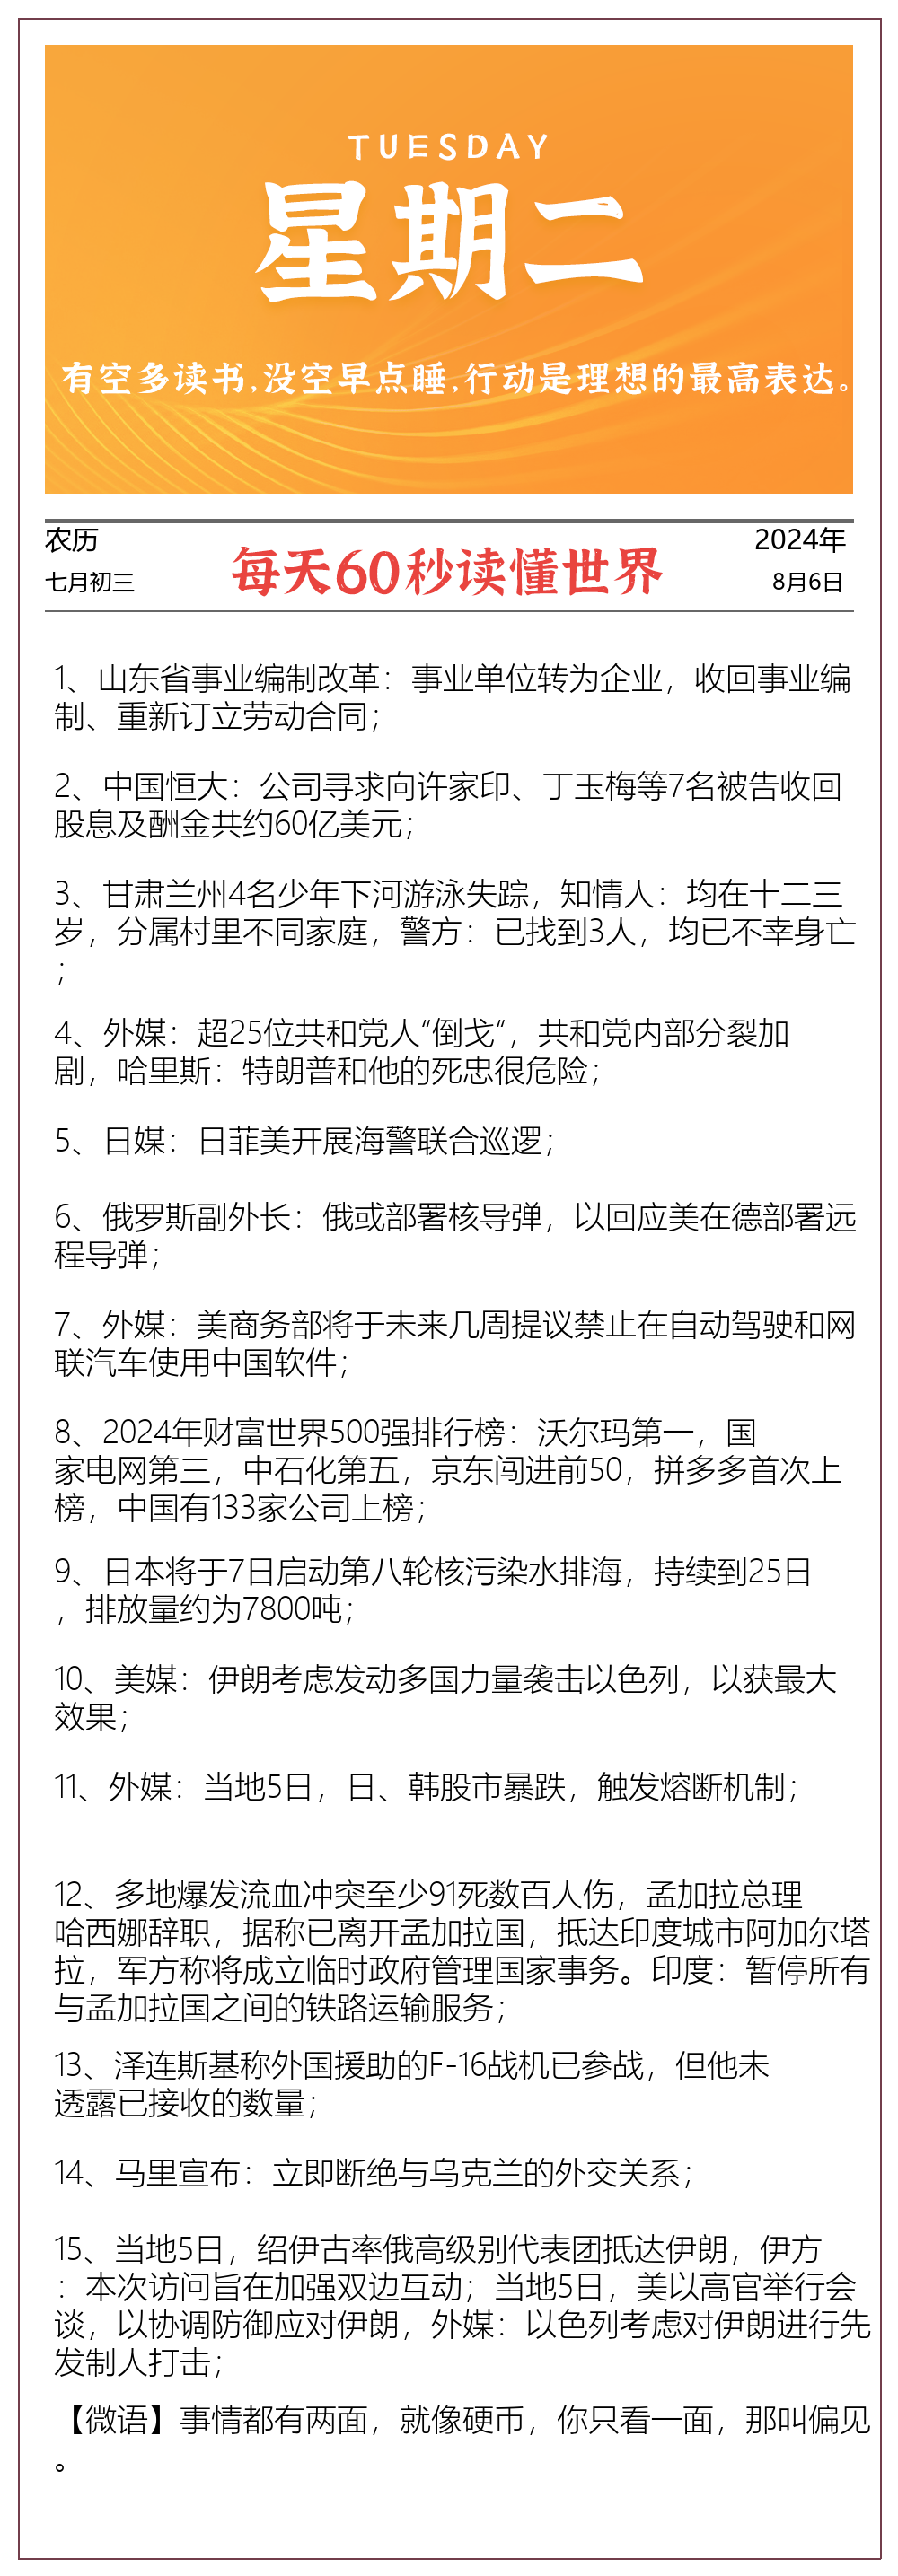 TUESDAY
星期二
有空多读书,没空早点睡,行动是理想的最高表达。
农历
七月初三
每天60秒读懂世界
2024年
8月6日
1、山东省事业编制改革：事业单位转为企业，收回事业编
制、重新订立劳动合同；
2、中国恒大：公司寻求向许家印、丁玉梅等7名被告收回
股息及酬金共约60亿美元；
3、甘肃兰州4名少年下河游泳失踪，知情人：均在十二三
岁，分属村里不同家庭，警方：已找到3人，均已不幸身亡
；
4、外媒：超25位共和党人“倒戈“，共和党内部分裂加
剧，哈里斯：特朗普和他的死忠很危险；
5、日媒：日菲美开展海警联合巡逻；
6、俄罗斯副外长：俄或部署核导弹，以回应美在德部署远
程导弹；
7、外媒：美商务部将于未来几周提议禁止在自动驾驶和网
联汽车使用中国软件；
8、2024年财富世界500强排行榜：沃尔玛第一，国
家电网第三，中石化第五，京东闯进前50，拼多多首次上
榜，中国有133家公司上榜；
9、日本将于7日启动第八轮核污染水排海，持续到25日
，排放量约为7800吨；
10、美媒：伊朗考虑发动多国力量袭击以色列，以获最大
效果；
11、外媒：当地5日，日、韩股市暴跌，触发熔断机制；
12、多地爆发流血冲突至少91死数百人伤，孟加拉总理
哈西娜辞职，据称已离开孟加拉国，抵达印度城市阿加尔塔
拉，军方称将成立临时政府管理国家事务。印度：暂停所有
与孟加拉国之间的铁路运输服务；
13、泽连斯基称外国援助的F-16战机已参战，但他未
透露已接收的数量；
14、马里宣布：立即断绝与乌克兰的外交关系；
15、当地5日，绍伊古率俄高级别代表团抵达伊朗，伊方
：本次访问旨在加强双边互动；当地5日，美以高官举行会
谈，以协调防御应对伊朗，外媒：以色列考虑对伊朗进行先
发制人打击；
【微语】事情都有两面，就像硬币，你只看一面，那叫偏见
。